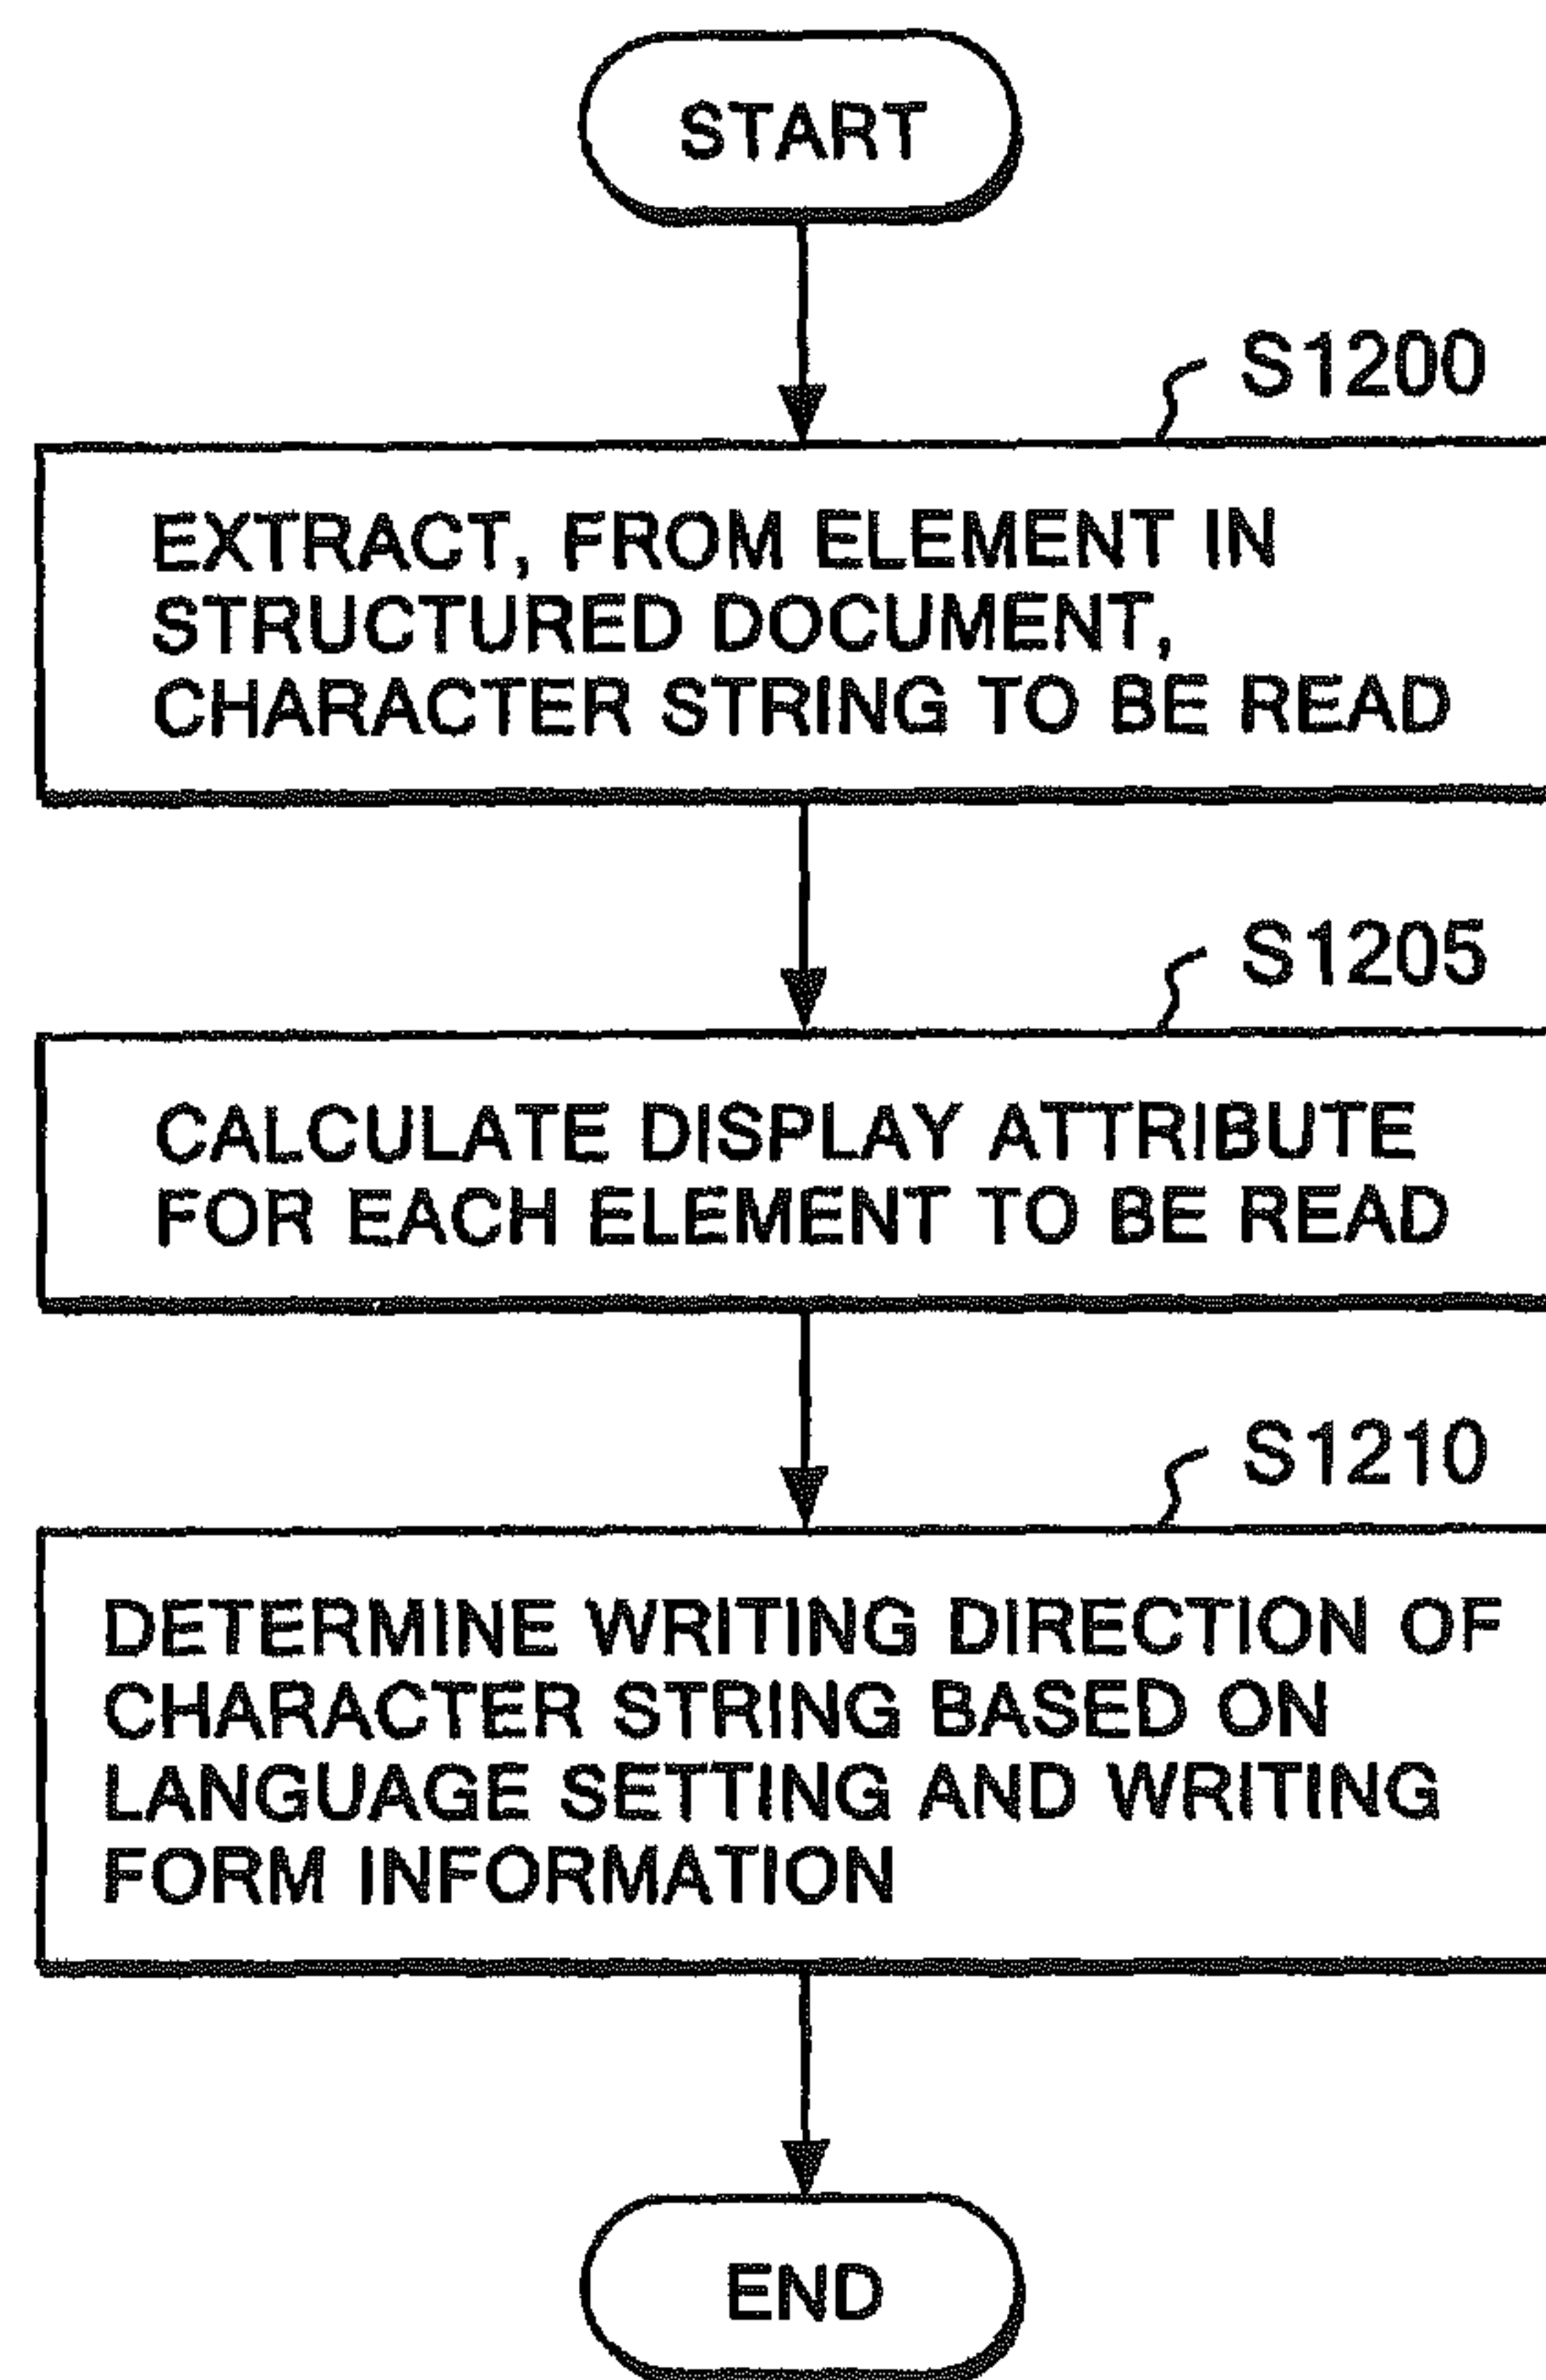 START
S1200
EXTRACT, FROM ELEMENT IN
STRUCTURED DOCUMENT,
CHARACTER STRING TO BE READ
S1205
CALCULATE DISPLAY ATTRIBUTE
FOR EACH ELEMENT TO BE READ
S1210
DETERMINE WRITING DIRECTION OF
CHARACTER STRING BASED ON
LANGUAGE SETTING AND WRITING
FORM INFORMATION
END